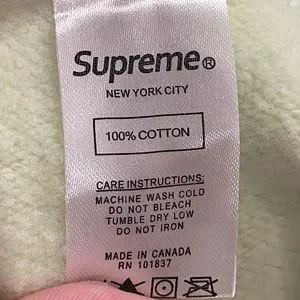 Supreme®
NEW YORK CITY
100% COTTON
CARE INSTRUCTIONS:
MACHINE WASH COLD
DO NOT BLEACH
TUMBLE DRY LOW
DO NOT IRON
MADE IN CANADA
RN 101837